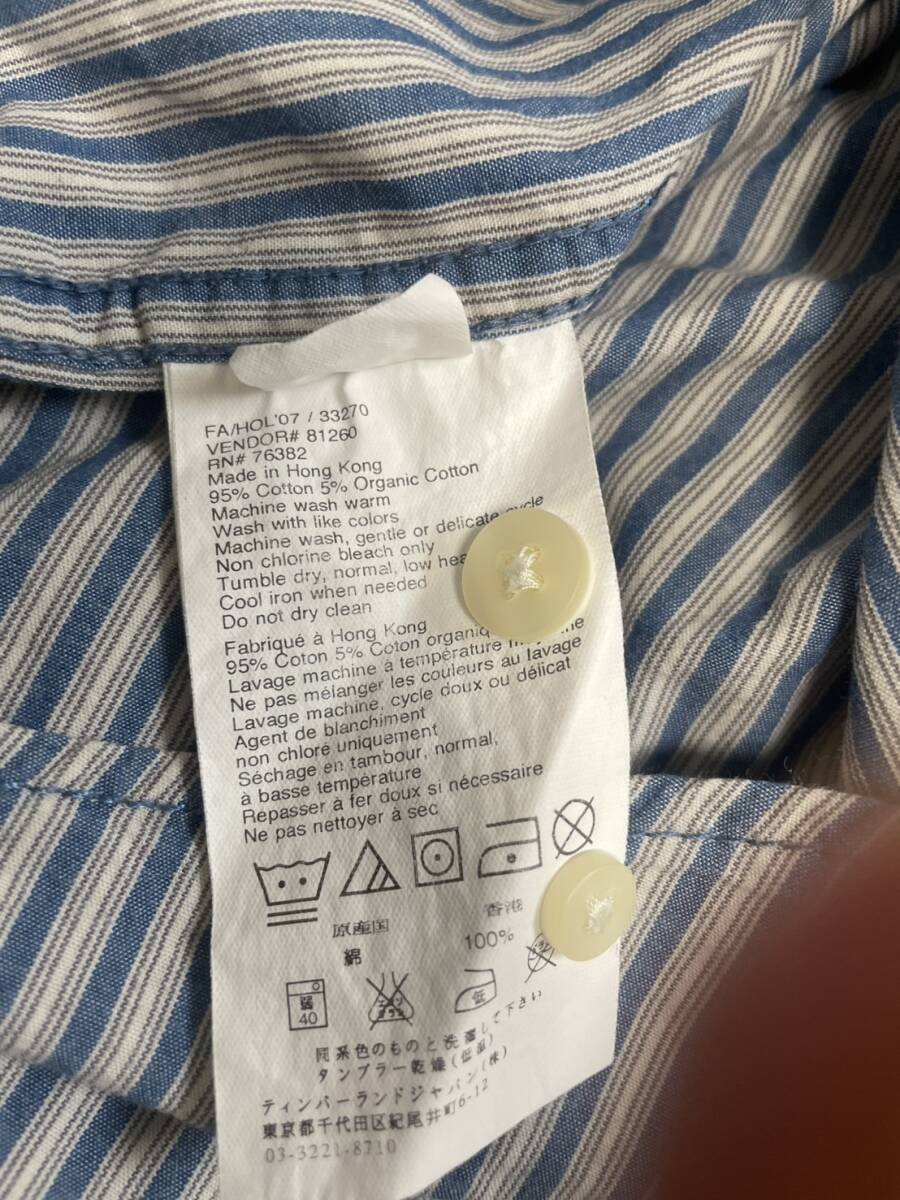 FA/HOL'07 / 33270
VENDOR# 81260
RN# 76382
Made in Hong Kong
95% Cotton 5% Organic Cotton
Machine wash warm
Wash with like colors
Machine wash, gentle or delicate cycle
Non chlorine bleach only
Tumble dry, normal, low
Cool iron when needed
Do not dry clean
Fabriqué à Hong Kong
95% Coton 5% Coton
Lavage machine à température
Ne pas mélanger les couleurs au lavage
Lavage machine, cycle doux ou délicat
Agent de blanchiment
non chloré uniquement
Séchage en tambour, normal,
à basse température
Repasser à fer doux si nécessaire
Ne pas nettoyer à sec
原産国 香港
綿 100%
弱 40 低
同系色のものと洗濯して下さい
タンブラー乾燥(低温)
ティンバーランドジャパン(株)
東京都千代田区紀尾井町6-12
03-3221-8710